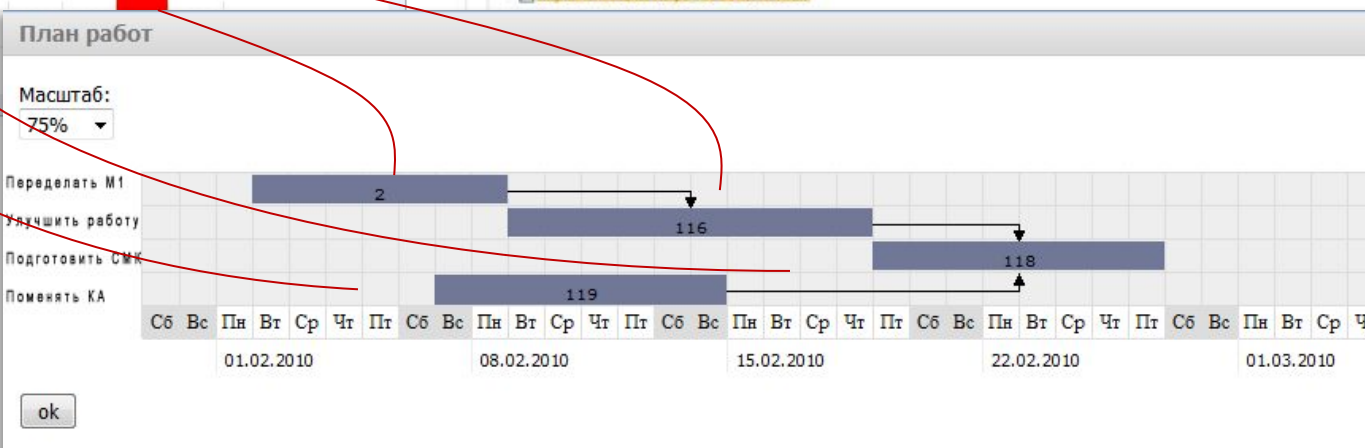 План работ
Масштаб:
75%
Переделать М1
2
Улучшить работу
116
Подготовить СМК
118
Поменять КА
119
Сб Вс Пн Вт Ср Чт Пт Сб Вс Пн Вт Ср Чт Пт Сб Вс Пн Вт Ср Чт Пт Сб Вс Пн Вт Ср Чт Пт Сб Вс Пн Вт Ср
01.02.2010 08.02.2010 15.02.2010 22.02.2010 01.03.2010
ok